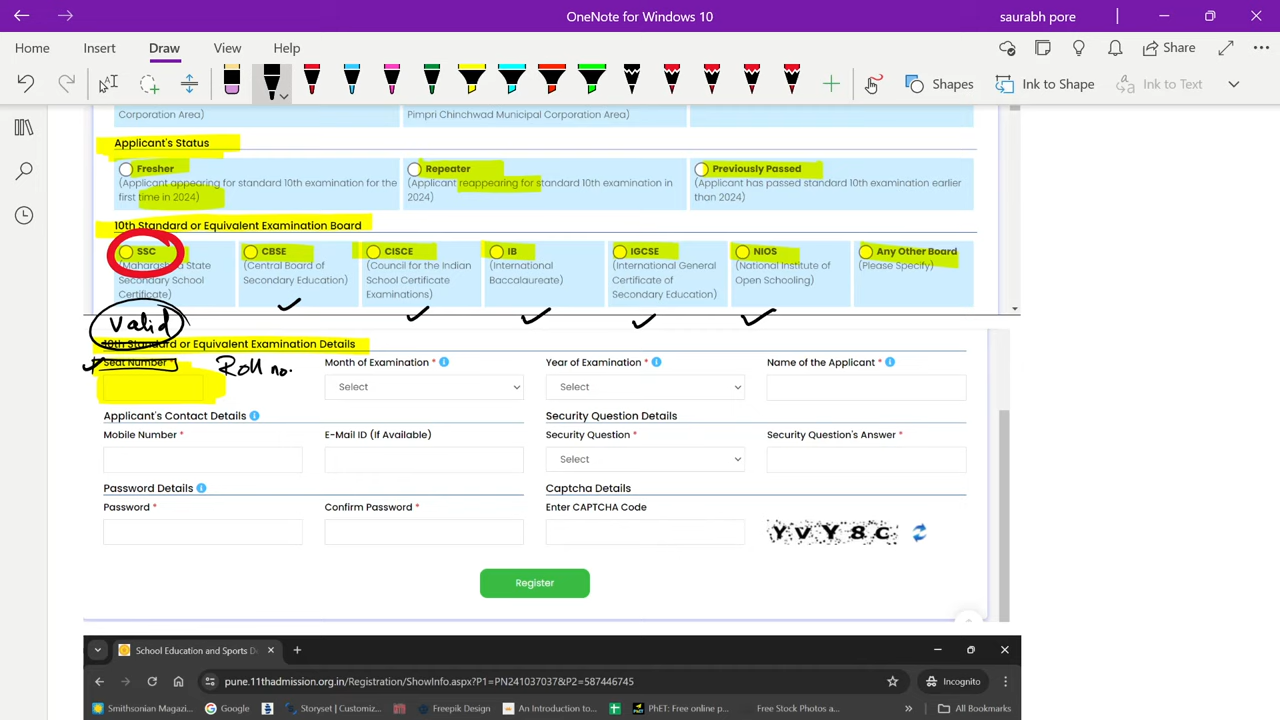 OneNote for Windows 10
saurabh pore
Home Insert Draw View Help
Share
Shapes
Ink to Shape
Ink to Text
Corporation Area)
Pimpri Chinchwad Municipal Corporation Area)
Applicant's Status
Fresher
(Applicant appearing for standard 10th examination for the
first time in 2024)
Repeater
(Applicant reappearing for standard 10th examination in
2024)
Previously Passed
(Applicant has passed standard 10th examination earlier
than 2024)
10th Standard or Equivalent Examination Board
SSC
(Maharashtra State
Secondary School
Certificate)
CBSE
(Central Board of
Secondary Education)
CISCE
(Council for the Indian
School Certificate
Examinations)
IB
(International
Baccalaureate)
IGCSE
(International General
Certificate of
Secondary Education)
NIOS
(National Institute of
Open Schooling)
Any Other Board
(Please Specify)
Valid
10th Standard or Equivalent Examination Details
Seat Number
Roll no.
Month of Examination *
Select
Year of Examination *
Select
Name of the Applicant *
Applicant's Contact Details
Security Question Details
Mobile Number *
E-Mail ID (If Available)
Security Question *
Select
Security Question's Answer *
Password Details
Captcha Details
Password *
Confirm Password *
Enter CAPTCHA Code
YVY8C
Register
School Education and Sports D
pune.11thadmission.org.in/Registration/ShowInfo.aspx?P1=PN241037037&P2=587446745
Incognito
Smithsonian Magazi...
Google
Storyset | Customiz...
Freepik Design
An Introduction to...
PhET: Free online p...
Free Stock Photos a...
»
All Bookmarks